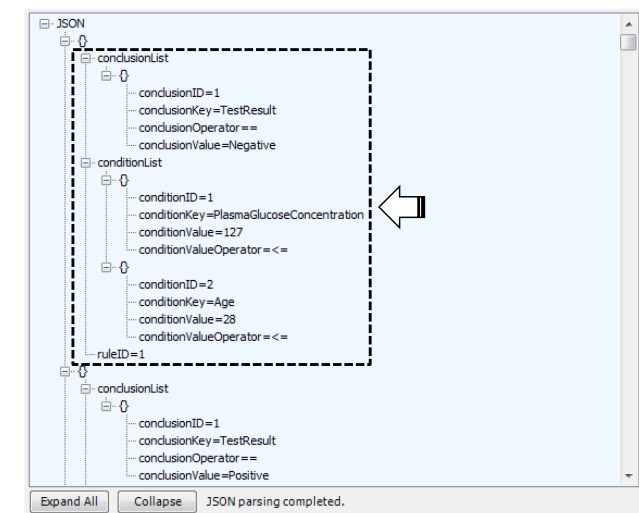 JSON
{}
conclusionList
{}
conclusionID=1
conclusionKey=TestResult
conclusionOperator==
conclusionValue=Negative
conditionList
{}
conditionID=1
conditionKey=PlasmaGlucoseConcentration
conditionValue=127
conditionValueOperator=<=
{}
conditionID=2
conditionKey=Age
conditionValue=28
conditionValueOperator=<=
ruleID=1
{}
conclusionList
{}
conclusionID=1
conclusionKey=TestResult
conclusionOperator==
conclusionValue=Positive
Expand All Collapse JSON parsing completed.